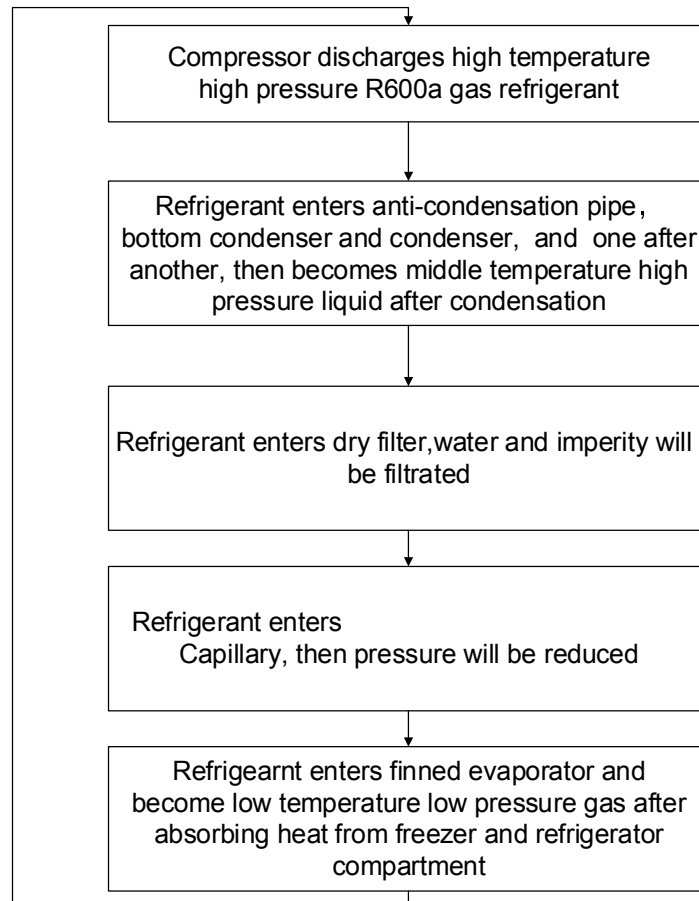 Compressor discharges high temperature
high pressure R600a gas refrigerant
Refrigerant enters anti-condensation pipe,
bottom condenser and condenser, and one after
another, then becomes middle temperature high
pressure liquid after condensation
Refrigerant enters dry filter,water and imperity will
be filtrated
Refrigerant enters
Capillary, then pressure will be reduced
Refrigearnt enters finned evaporator and
become low temperature low pressure gas after
absorbing heat from freezer and refrigerator
compartment